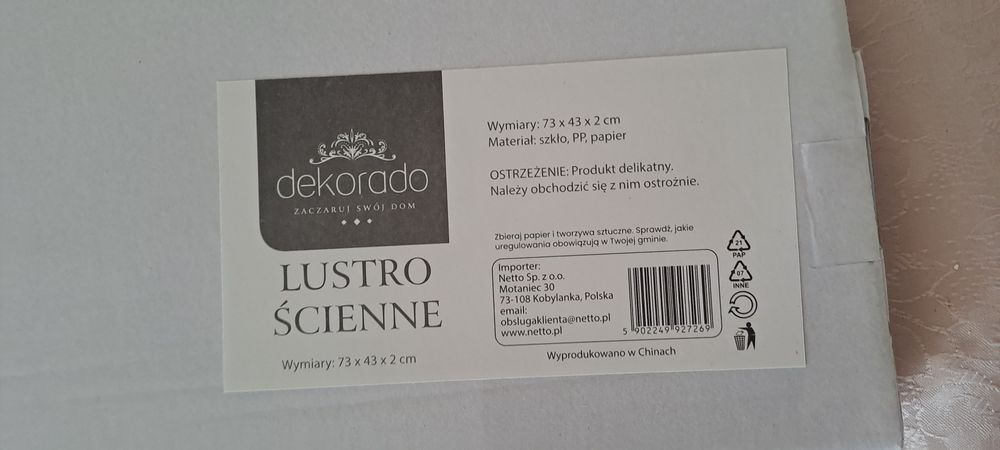 dekorado
ZACZARUJ SWÓJ DOM
LUSTRO
ŚCIENNE
Wymiary: 73 x 43 x 2 cm
Wymiary: 73 x 43 x 2 cm
Materiał: szkło, PP, papier
OSTRZEŻENIE: Produkt delikatny.
Należy obchodzić się z nim ostrożnie.
Zbieraj papier i tworzywa sztuczne. Sprawdź, jakie
uregulowania obowiązują w Twojej gminie.
Importer:
Netto Sp. z o.o.
Motaniec 30
73-108 Kobylanka, Polska
email:
obslugaklienta@netto.pl
www.netto.pl
5 902249 927269
Wyprodukowano w Chinach
21
PAP
07
INNE